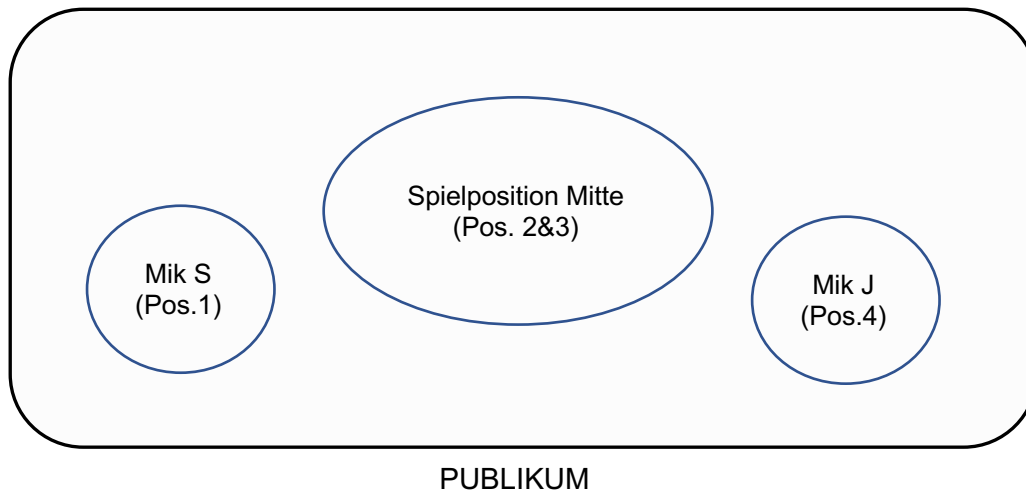 Spielposition Mitte
(Pos. 2&3)
Mik S
(Pos.1)
Mik J
(Pos.4)
PUBLIKUM